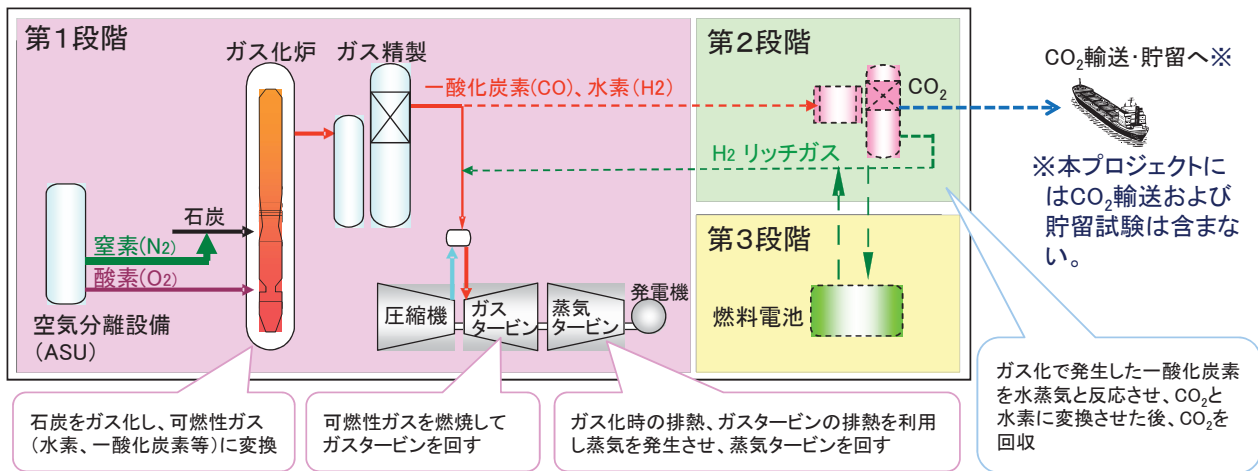 第1段階
ガス化炉
ガス精製
一酸化炭素(CO)、水素(H2)
石炭
窒素(N2)
酸素(O2)
空気分離設備
(ASU)
圧縮機
ガス
タービン
蒸気
タービン
発電機
第2段階
CO2
H2 リッチガス
第3段階
燃料電池
CO2輸送・貯留へ※
※本プロジェクトに
はCO2輸送および
貯留試験は含まな
い。
石炭をガス化し、可燃性ガス
(水素、一酸化炭素等)に変換
可燃性ガスを燃焼して
ガスタービンを回す
ガス化時の排熱、ガスタービンの排熱を利用
し蒸気を発生させ、蒸気タービンを回す
ガス化で発生した一酸化炭素
を水蒸気と反応させ、CO2と
水素に変換させた後、CO2を
回収